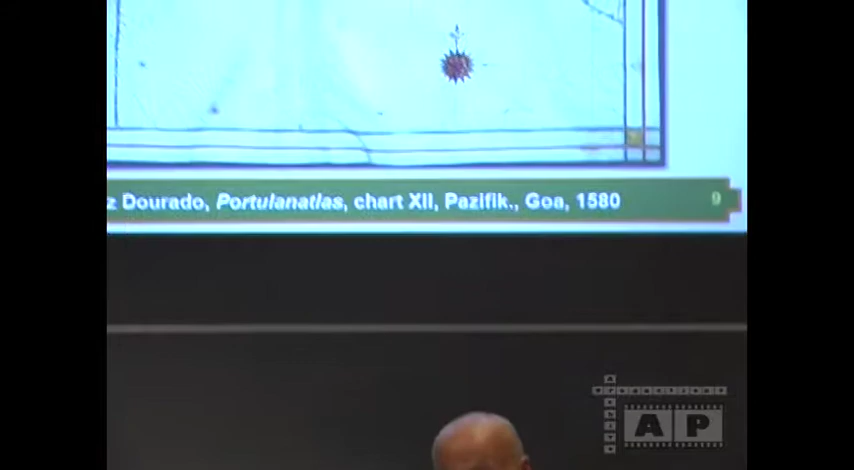 z Dourado, Portulanatlas, chart XII, Pazifik., Goa, 1580
9
AP